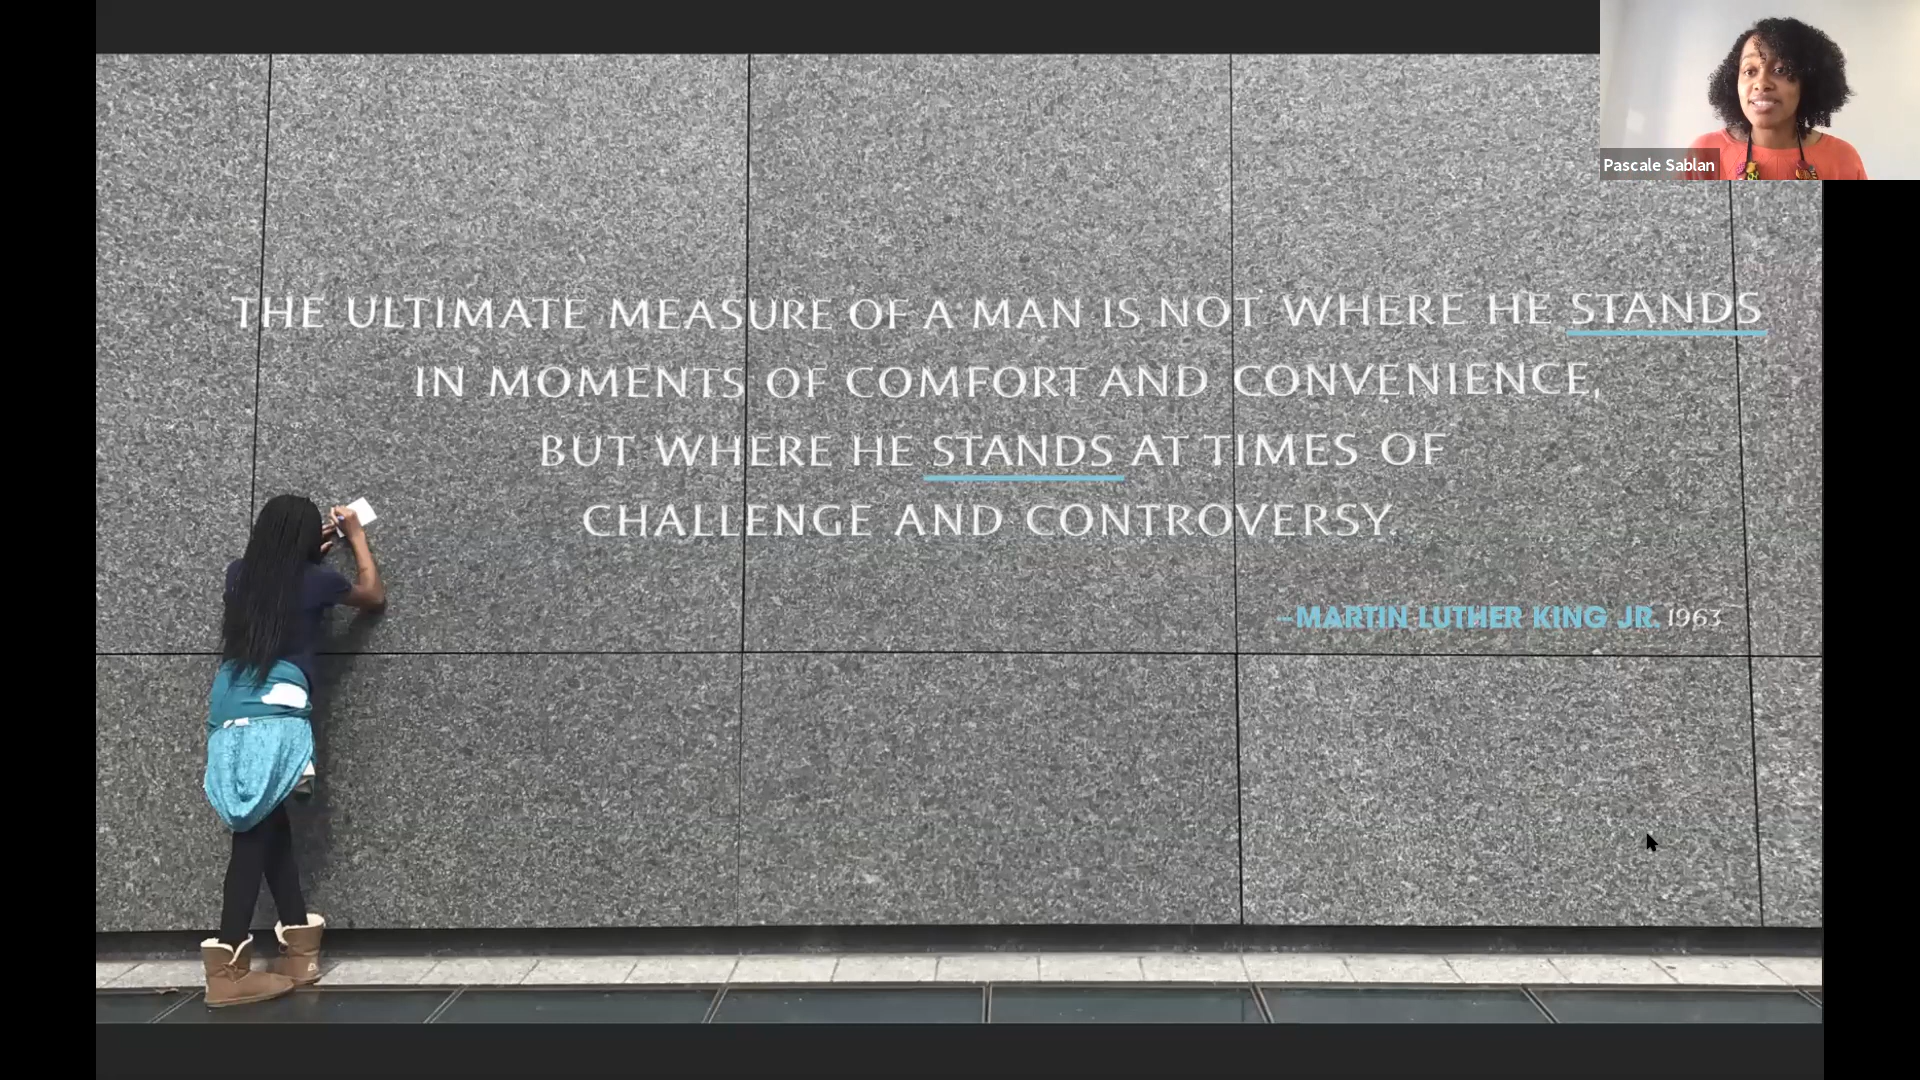 Pascale Sablan
THE ULTIMATE MEASURE OF A MAN IS NOT WHERE HE STANDS
IN MOMENTS OF COMFORT AND CONVENIENCE,
BUT WHERE HE STANDS AT TIMES OF
CHALLENGE AND CONTROVERSY.
-MARTIN LUTHER KING JR. 1963